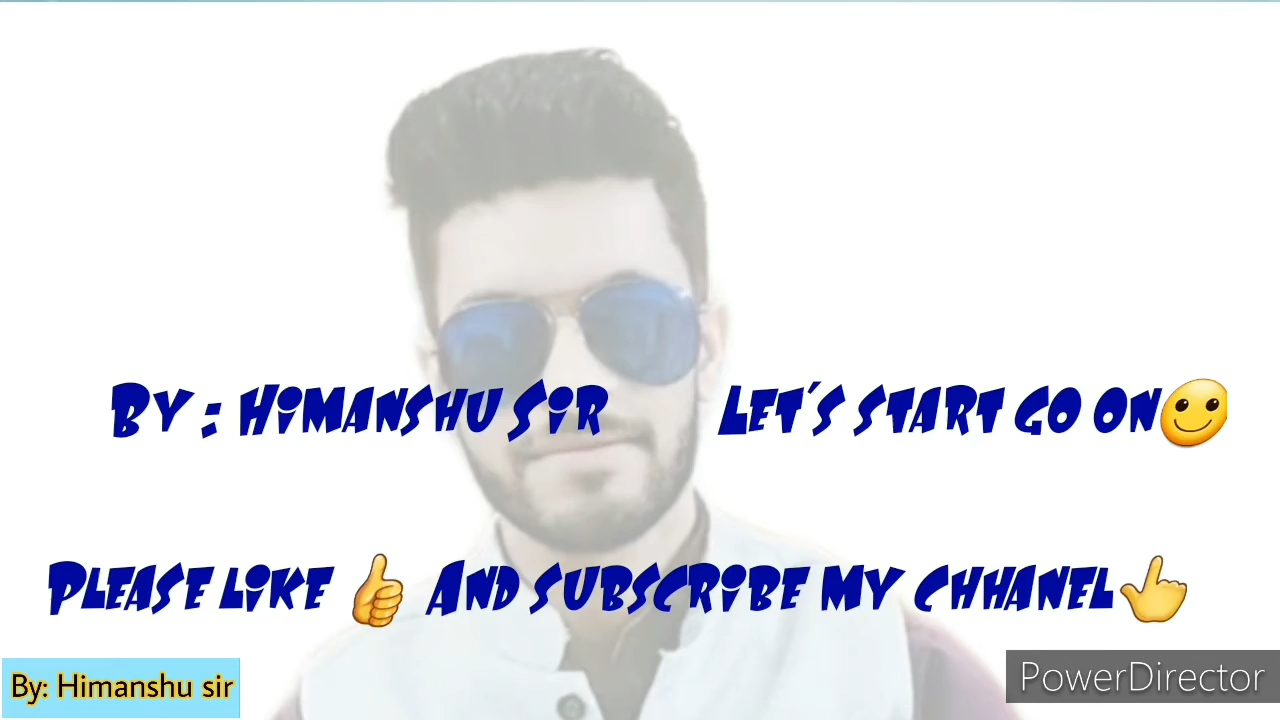 By : Himanshu Sir Let's start go on🙂
Please like 👍 And subscribe my chhanel👆
By: Himanshu sir
PowerDirector